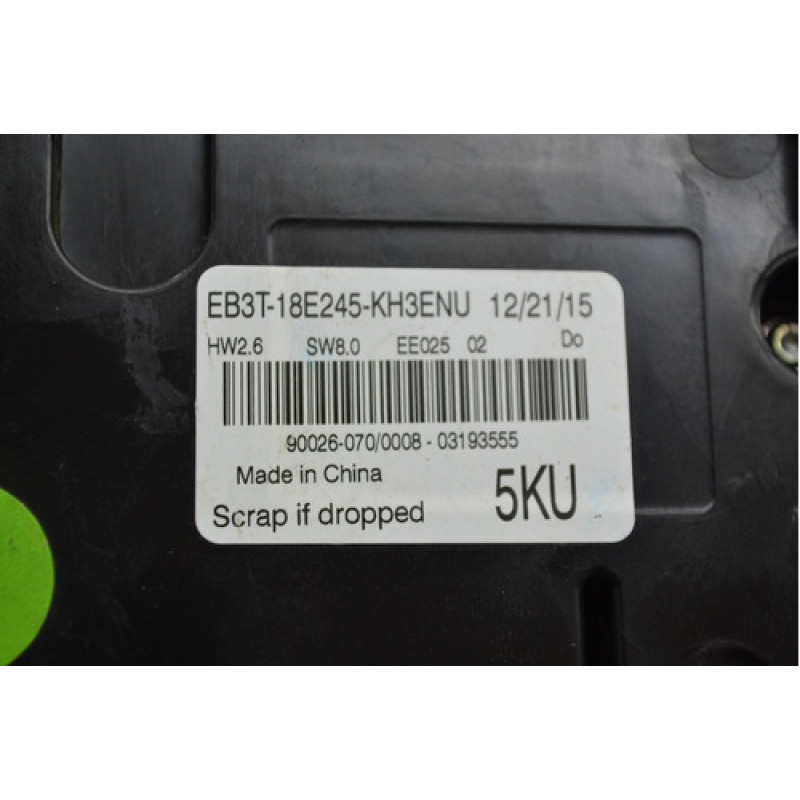 EB3T-18E245-KH3ENU 12/21/15
HW2.6 SW8.0 EE025 02 Do
90026-070/0008 - 03193555
Made in China
Scrap if dropped 5KU